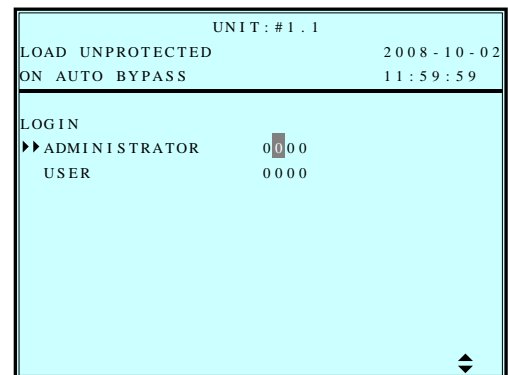 UNIT:#1.1
LOAD UNPROTECTED 2008-10-02
ON AUTO BYPASS 11:59:59
LOGIN
ADMINISTRATOR 0000
USER 0000